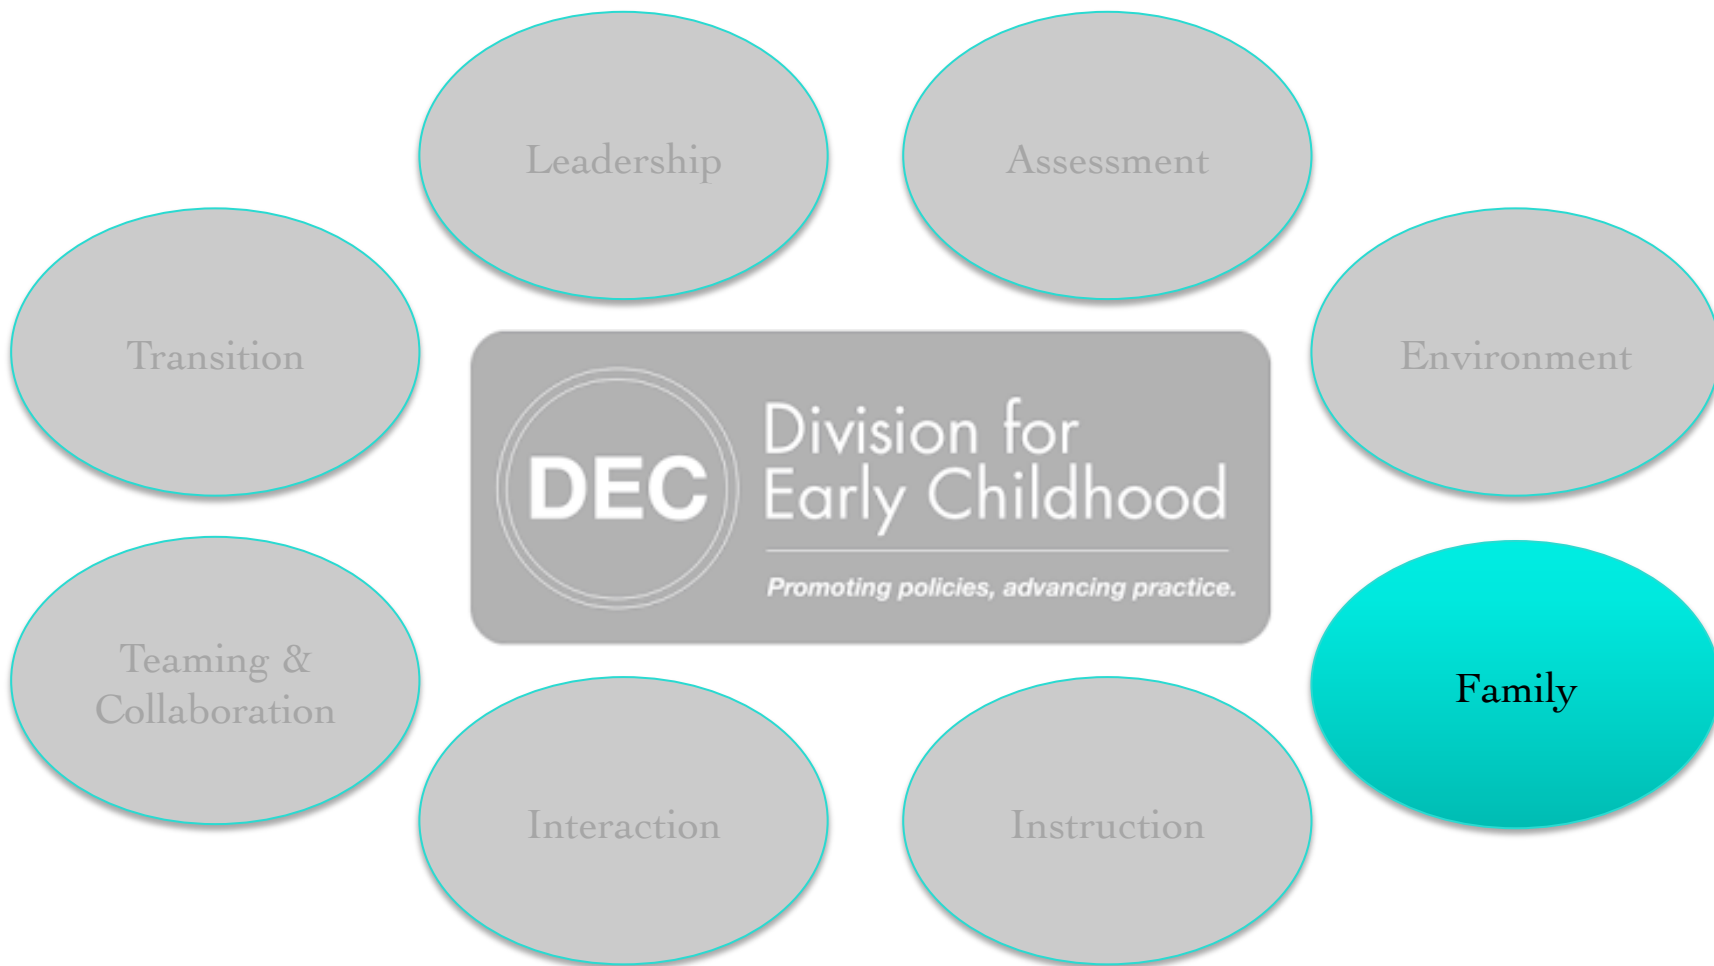 Leadership
Assessment
Transition
Environment
DEC
Division for
Early Childhood
Promoting policies, advancing practice.
Teaming &
Collaboration
Family
Interaction
Instruction